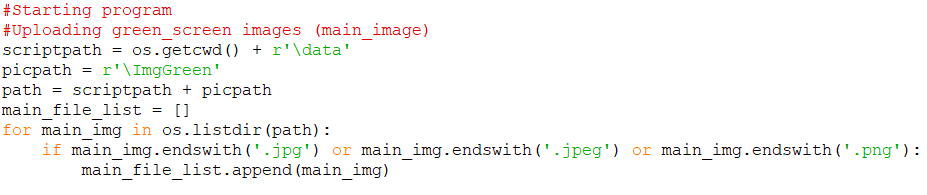 #Starting program
#Uploading green_screen images (main_image)
scriptpath = os.getcwd() + r'\data'
picpath = r'\ImgGreen'
path = scriptpath + picpath
main_file_list = []
for main_img in os.listdir(path):
    if main_img.endswith('.jpg') or main_img.endswith('.jpeg') or main_img.endswith('.png'):
        main_file_list.append(main_img)